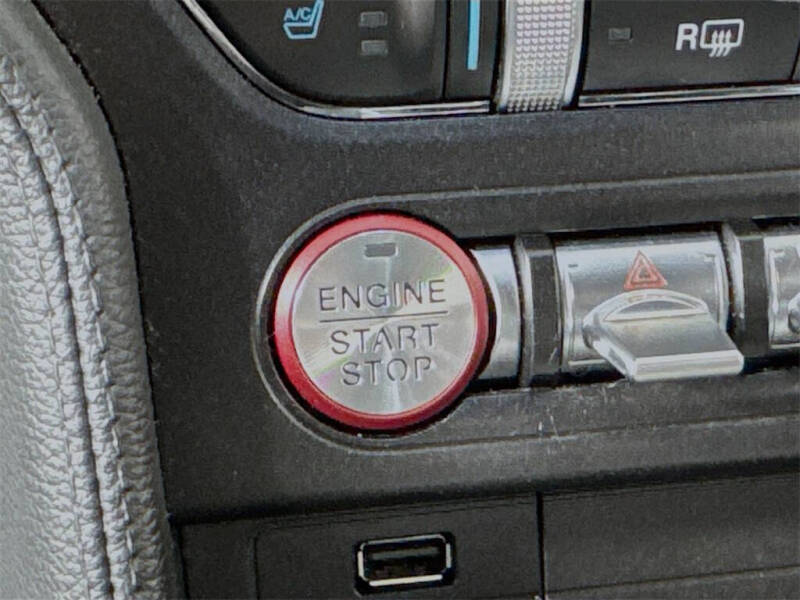 A/C
R
ENGINE
START
STOP